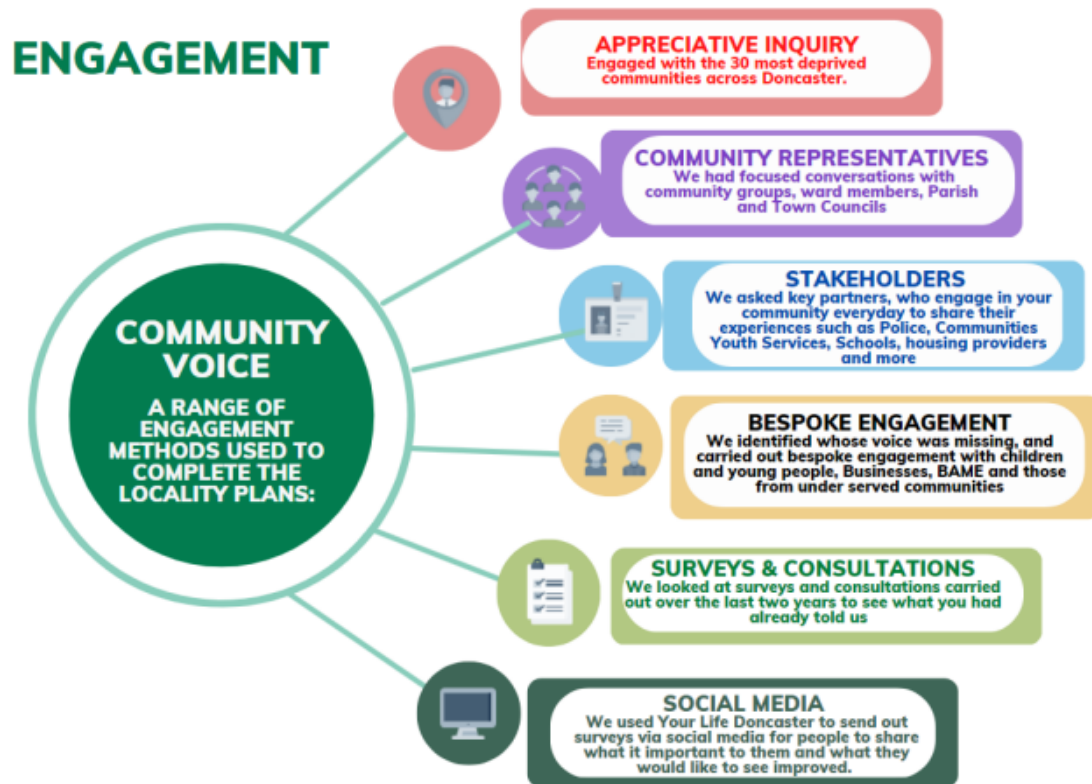 ENGAGEMENT
APPRECIATIVE INQUIRY
Engaged with the 30 most deprived
communities across Doncaster.
COMMUNITY REPRESENTATIVES
We had focused conversations with
community groups, ward members, Parish
and Town Councils
STAKEHOLDERS
We asked key partners, who engage in your
community everyday to share their
experiences such as Police, Communities
Youth Services, Schools, housing providers
and more
COMMUNITY
VOICE
A RANGE OF
ENGAGEMENT
METHODS USED TO
COMPLETE THE
LOCALITY PLANS:
BESPOKE ENGAGEMENT
We identified whose voice was missing, and
carried out bespoke engagement with children
and young people, Businesses, BAME and those
from under served communities
SURVEYS & CONSULTATIONS
We looked at surveys and consultations carried
out over the last two years to see what you had
already told us
SOCIAL MEDIA
We used Your Life Doncaster to send out
surveys via social media for people to share
what it important to them and what they
would like to see improved.